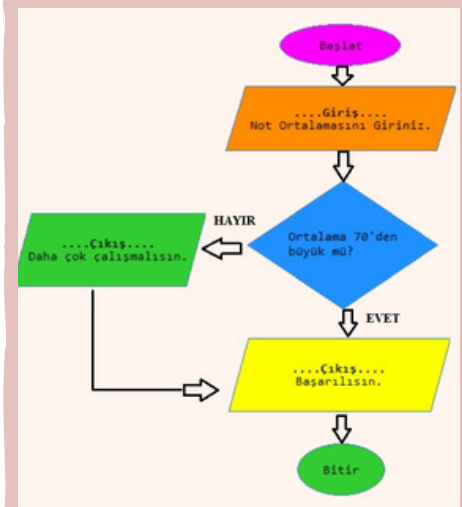 Başlat
....Giriş....
Not Ortalamasını Giriniz.
Ortalama 70'den
büyük mü?
HAYIR
....Çıkış....
Daha çok çalışmalısın.
EVET
....Çıkış....
Başarılısın.
Bitir